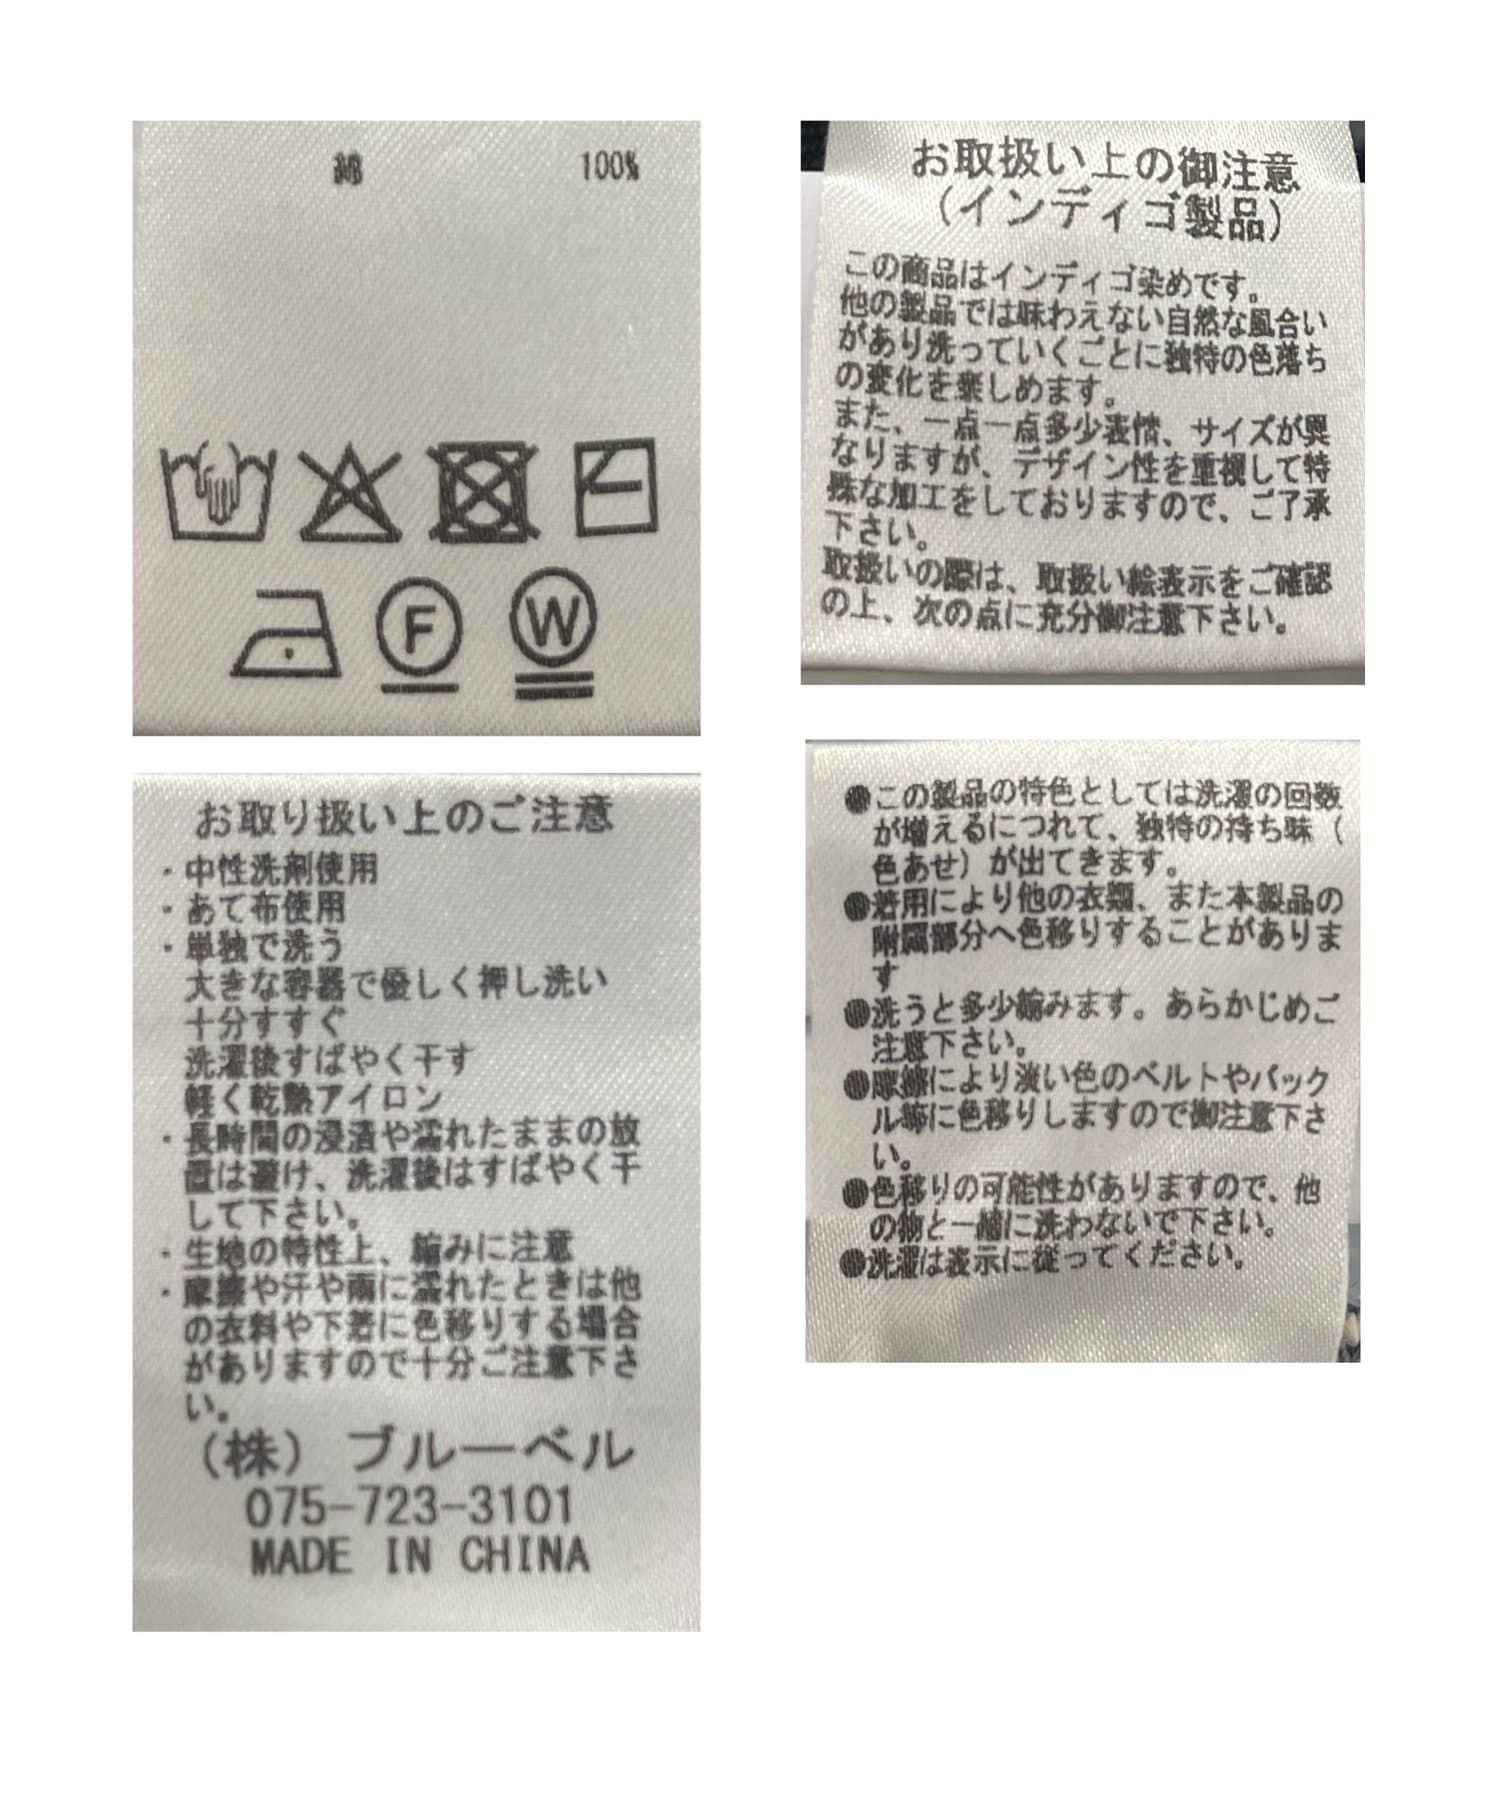 綿 100%
F W
お取り扱い上のご注意
・中性洗剤使用
・あて布使用
・単独で洗う
大きな容器で優しく押し洗い
十分すすぐ
洗濯後すばやく干す
軽く乾熱アイロン
・長時間の浸漬や濡れたままの放
置は避け、洗濯後はすばやく干
して下さい。
・生地の特性上、縮みに注意
・摩擦や汗や雨に濡れたときは他
の衣料や下着に色移りする場合
がありますので十分ご注意下さ
い。
(株) ブルーベル
075-723-3101
MADE IN CHINA
お取扱い上の御注意
(インディゴ製品)
この商品はインディゴ染めです。
他の製品では味わえない自然な風合い
があり洗っていくごとに独特の色落ち
の変化を楽しめます。
また、一点一点多少表情、サイズが異
なりますが、デザイン性を重視して特
殊な加工をしておりますので、ご了承
下さい。
取扱いの際は、取扱い絵表示をご確認
の上、次の点に充分御注意下さい。
●この製品の特色としては洗濯の回数
が増えるにつれて、独特の持ち味（
色あせ）が出てきます。
●着用により他の衣類、また本製品の
附属部分へ色移りすることがありま
す
●洗うと多少縮みます。あらかじめご
注意下さい。
●摩擦により淡い色のベルトやバック
ル等に色移りしますので御注意下さ
い。
●色移りの可能性がありますので、他
の物と一緒に洗わないで下さい。
●洗濯は表示に従ってください。